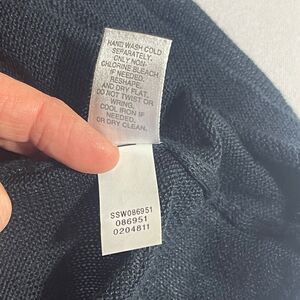 HAND WASH COLD
SEPARATELY.
ONLY NON-
CHLORINE BLEACH
IF NEEDED.
RESHAPE,
AND DRY FLAT.
DO NOT TWIST OR
WRING.
COOL IRON IF
NEEDED.
OR DRY CLEAN.
SSW086951
086951
0204811